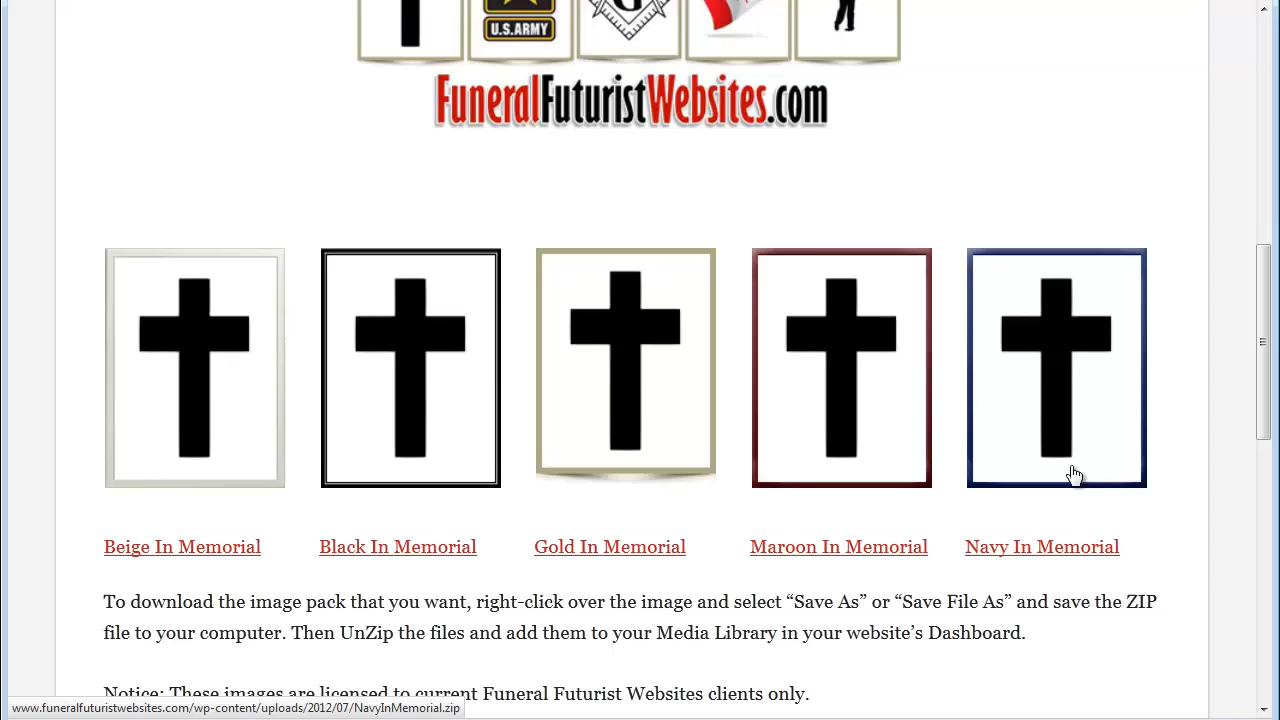 U.S.ARMY
G
FuneralFuturistWebsites.com
Beige In Memorial
Black In Memorial
Gold In Memorial
Maroon In Memorial
Navy In Memorial
To download the image pack that you want, right-click over the image and select “Save As” or “Save File As” and save the ZIP
file to your computer. Then UnZip the files and add them to your Media Library in your website’s Dashboard.
Notice: These images are licensed to current Funeral Futurist Websites clients only.
www.funeralfuturistwebsites.com/wp-content/uploads/2012/07/NavyInMemorial.zip